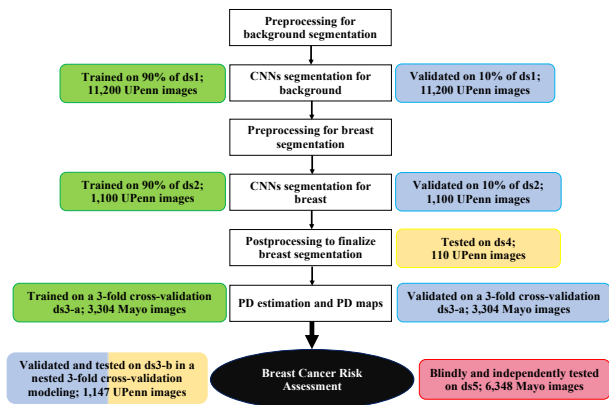 Preprocessing for
background segmentation
Trained on 90% of ds1;
11,200 UPenn images
CNNs segmentation for
background
Validated on 10% of ds1;
11,200 UPenn images
Preprocessing for breast
segmentation
Trained on 90% of ds2;
1,100 UPenn images
CNNs segmentation for
breast
Validated on 10% of ds2;
1,100 UPenn images
Postprocessing to finalize
breast segmentation
Tested on ds4;
110 UPenn images
Trained on a 3-fold cross-validation
ds3-a; 3,304 Mayo images
PD estimation and PD maps
Validated on a 3-fold cross-validation
ds3-a; 3,304 Mayo images
Validated and tested on ds3-b in a
nested 3-fold cross-validation
modeling; 1,147 UPenn images
Breast Cancer Risk
Assessment
Blindly and independently tested
on ds5; 6,348 Mayo images